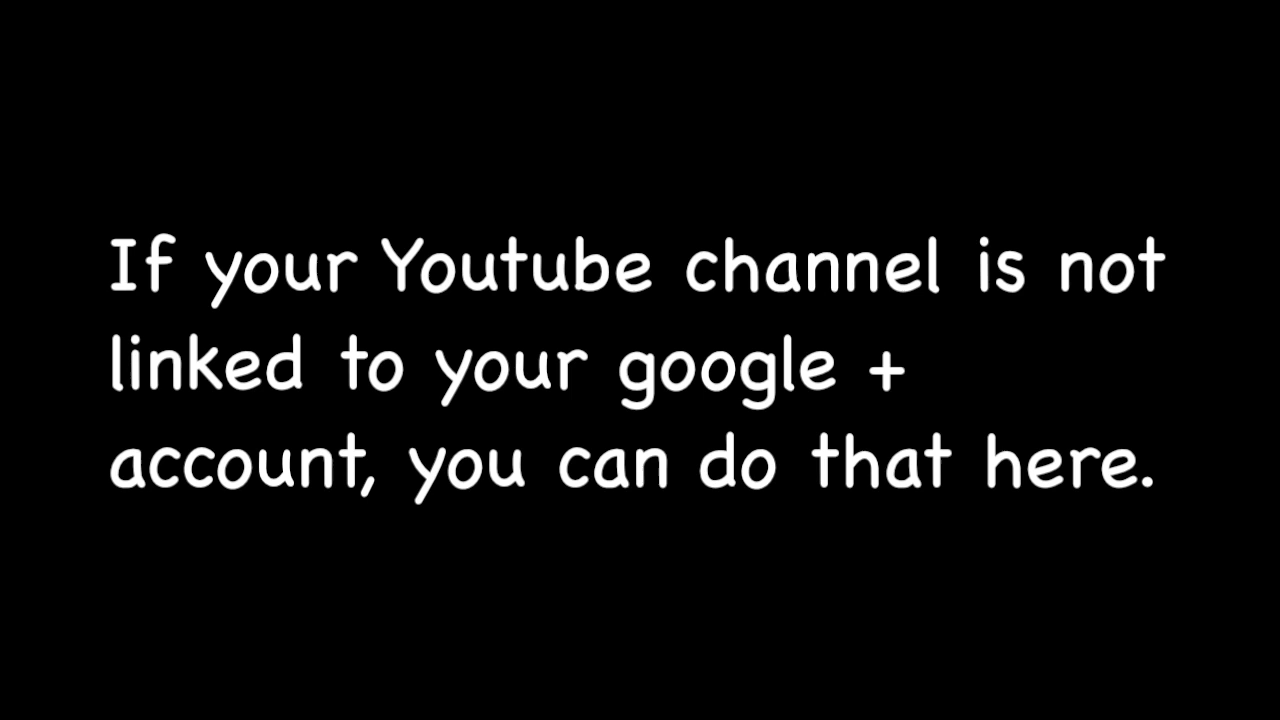 If your Youtube channel is not
linked to your google +
account, you can do that here.